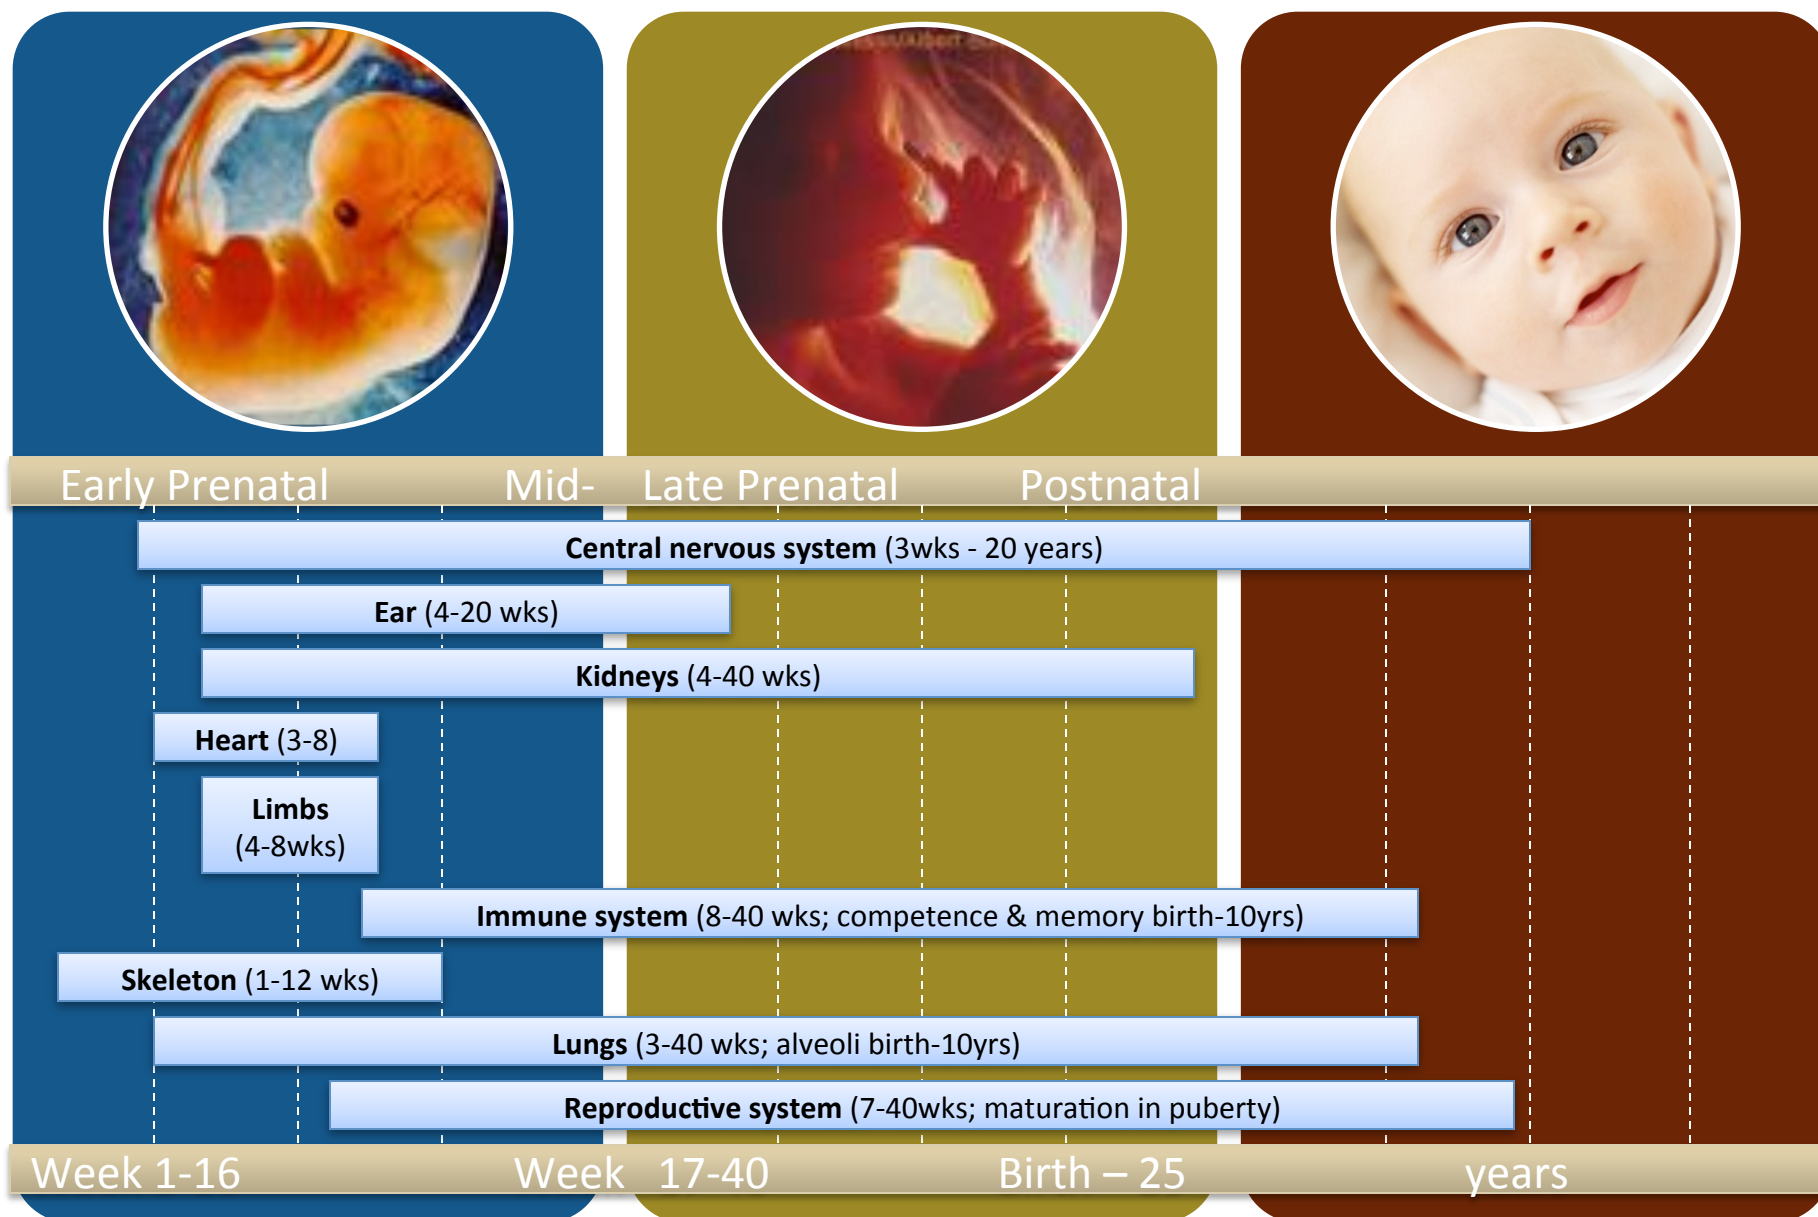 Early Prenatal Mid- Late Prenatal Postnatal
Central nervous system (3wks - 20 years)
Ear (4-20 wks)
Kidneys (4-40 wks)
Heart (3-8)
Limbs
(4-8wks)
Immune system (8-40 wks; competence & memory birth-10yrs)
Skeleton (1-12 wks)
Lungs (3-40 wks; alveoli birth-10yrs)
Reproductive system (7-40wks; maturation in puberty)
Week 1-16 Week 17-40 Birth – 25 years